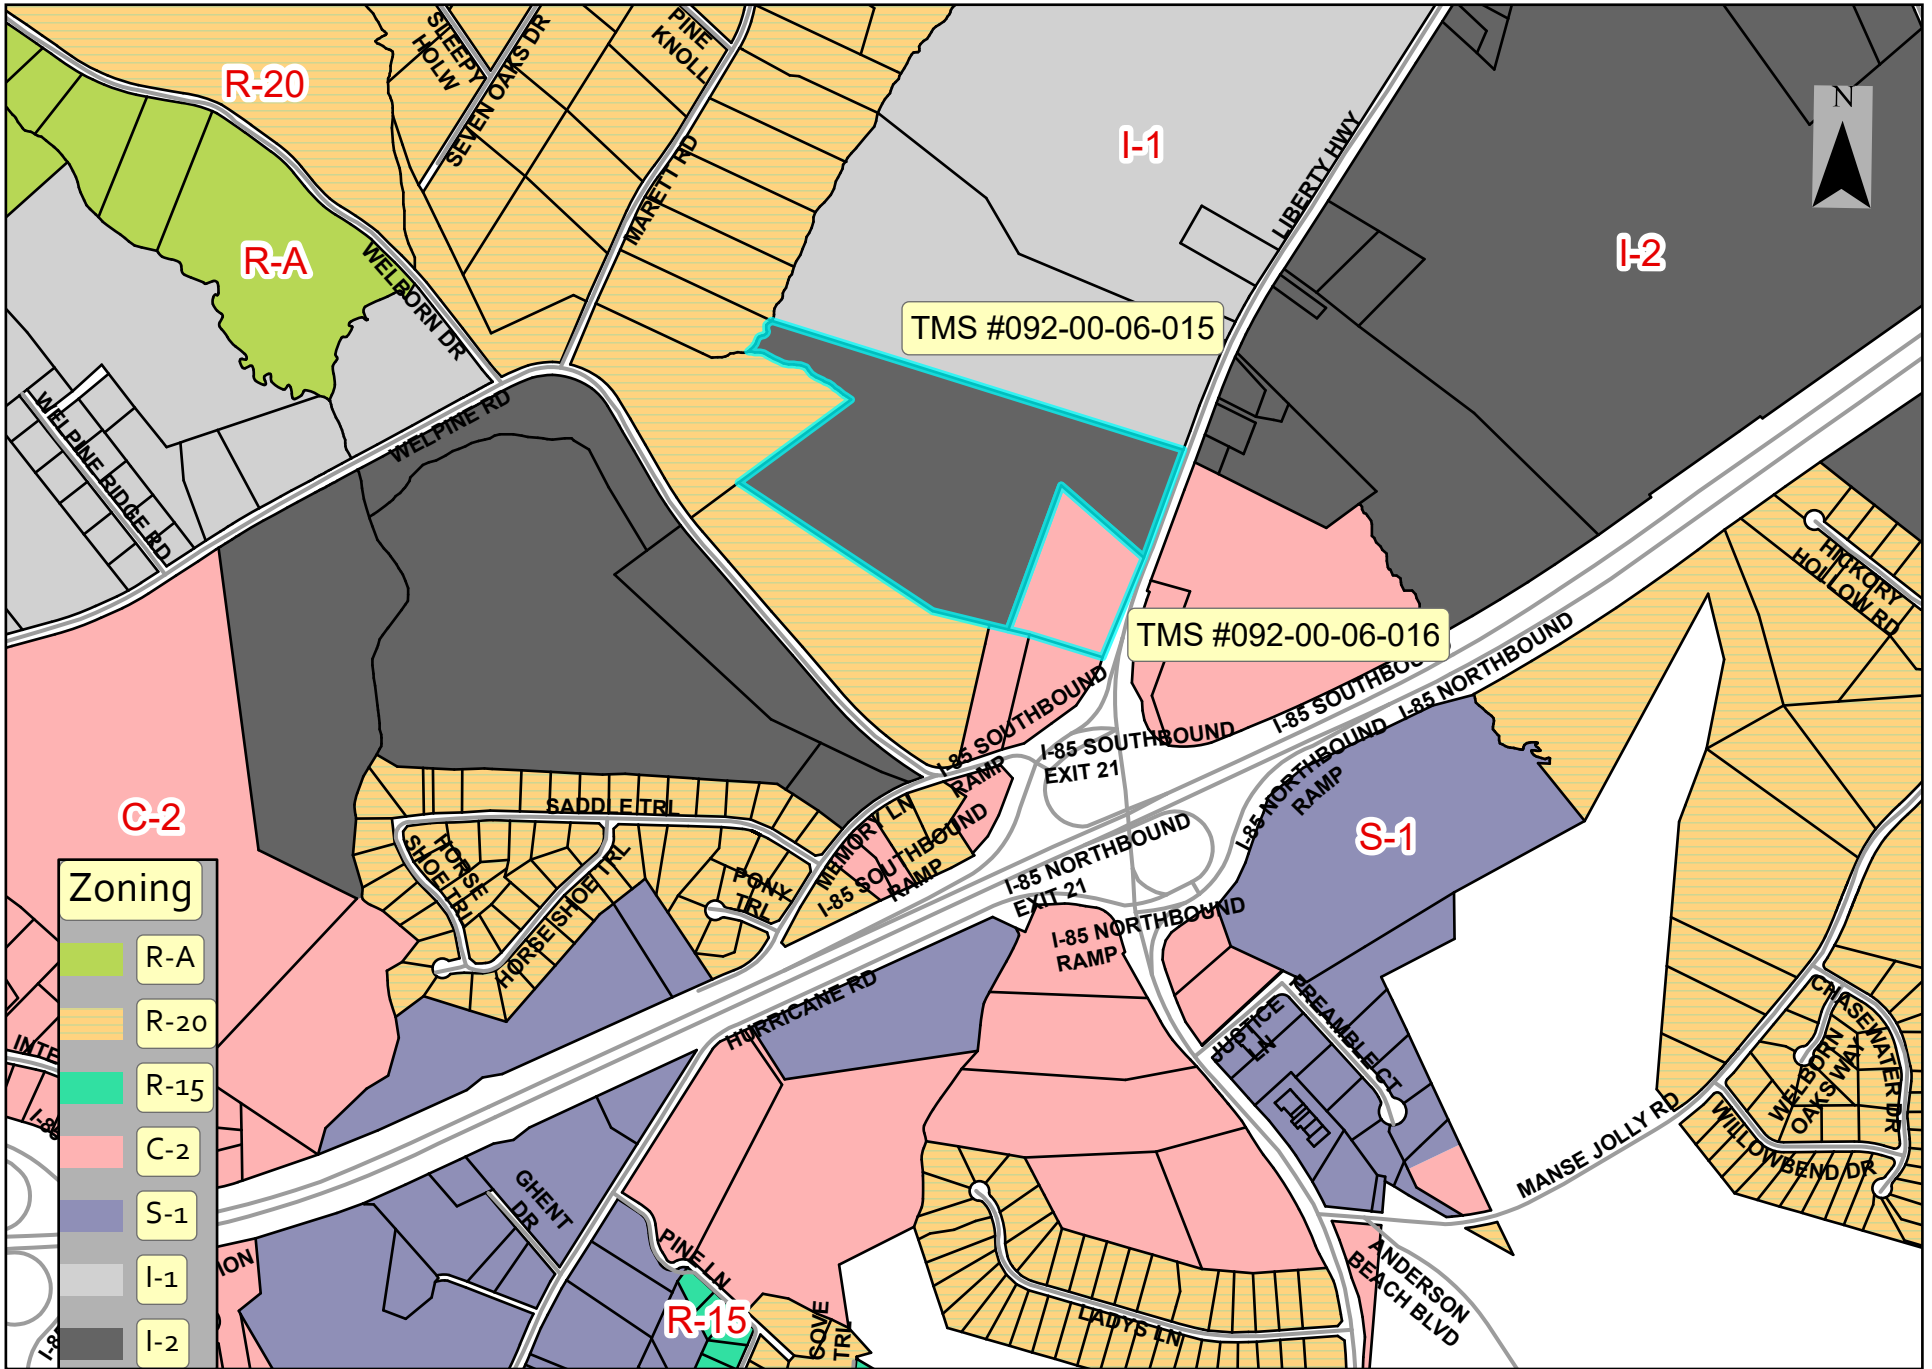 SLEEPY
HOLW
SEVEN OAKS DR
PINE
KNOLL
R-20
N
I-1
LIBERTY HWY
MARETT RD
R-A
WELBORN DR
I-2
TMS #092-00-06-015
WELPINE RD
WELPINE RIDGE RD
HICKORY
HOLLOW RD
TMS #092-00-06-016
I-85 SOUTHBOUND
RAMP
I-85 SOUTHBOUND
EXIT 21
I-85 NORTHBOUND
I-85 NORTHBOUND
RAMP
C-2
SADDLE TRL
HORSE
SHOE TRL
HORSE SHOE TRL
PONY
TRL
MEMORY LN
I-85 SOUTHBOUND
RAMP
I-85 NORTHBOUND
EXIT 21
I-85 NORTHBOUND
RAMP
S-1
HURRICANE RD
JUSTICE
LN
PREAMBLE CT
CHASEWATER DR
WELBORN
OAKS WAY
WILLOWBEND DR
MANSE JOLLY RD
GHENT
DR
PINE LN
R-15
LADYS LN
ANDERSON
BEACH BLVD
Zoning
R-A
R-20
R-15
C-2
S-1
I-1
I-2